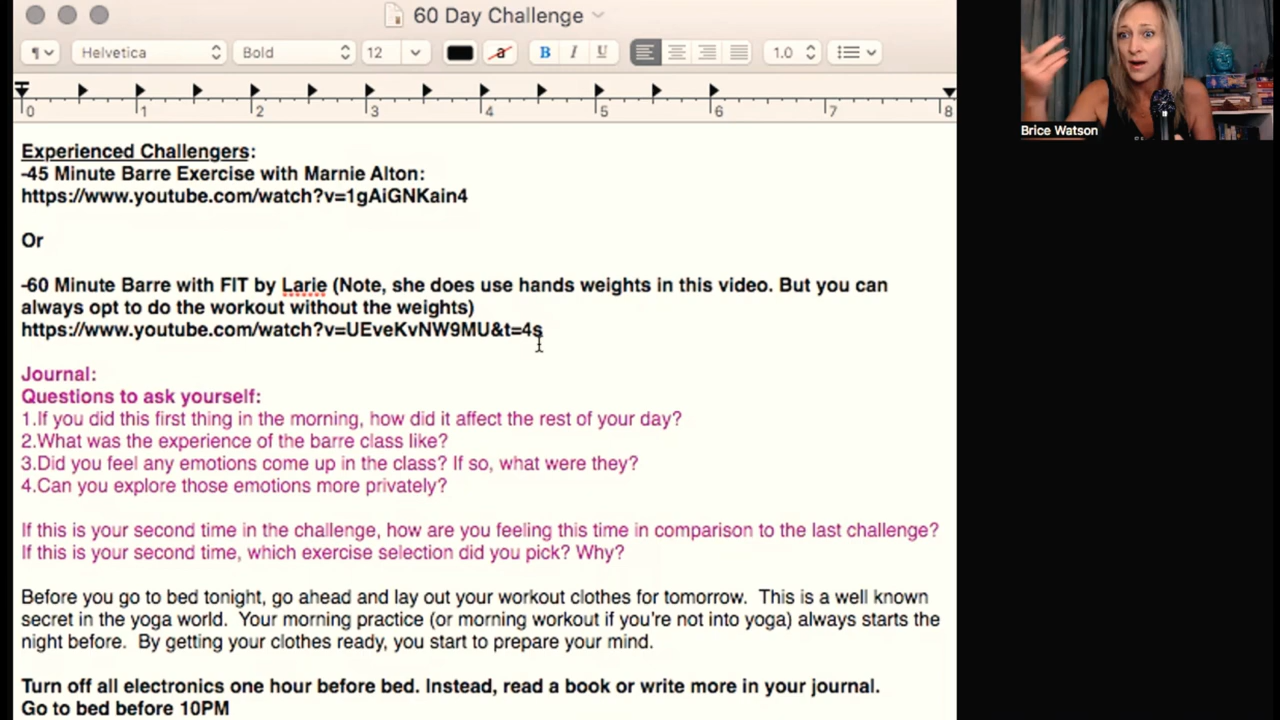 60 Day Challenge
¶ Helvetica Bold 12 a B I U 1.0
0 1 2 3 4 5 6 7 8
Brice Watson
Experienced Challengers:
-45 Minute Barre Exercise with Marnie Alton:
https://www.youtube.com/watch?v=1gAiGNKain4
Or
-60 Minute Barre with FIT by Larie (Note, she does use hands weights in this video. But you can
always opt to do the workout without the weights)
https://www.youtube.com/watch?v=UEveKvNW9MU&t=4s
Journal:
Questions to ask yourself:
1.If you did this first thing in the morning, how did it affect the rest of your day?
2.What was the experience of the barre class like?
3.Did you feel any emotions come up in the class? If so, what were they?
4.Can you explore those emotions more privately?
If this is your second time in the challenge, how are you feeling this time in comparison to the last challenge?
If this is your second time, which exercise selection did you pick? Why?
Before you go to bed tonight, go ahead and lay out your workout clothes for tomorrow.  This is a well known
secret in the yoga world.  Your morning practice (or morning workout if you're not into yoga) always starts the
night before.  By getting your clothes ready, you start to prepare your mind.
Turn off all electronics one hour before bed. Instead, read a book or write more in your journal.
Go to bed before 10PM